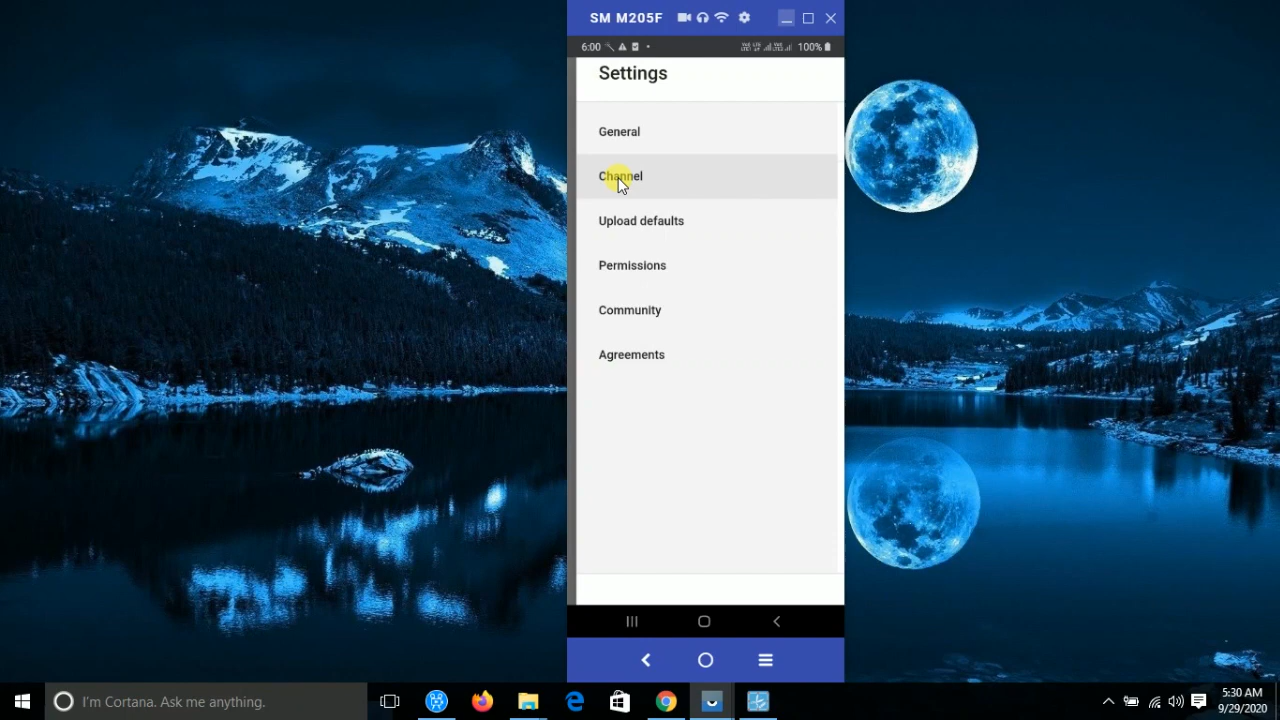 SM M205F
6:00
100%
Settings
General
Channel
Upload defaults
Permissions
Community
Agreements
I'm Cortana. Ask me anything.
5:30 AM
9/29/2020